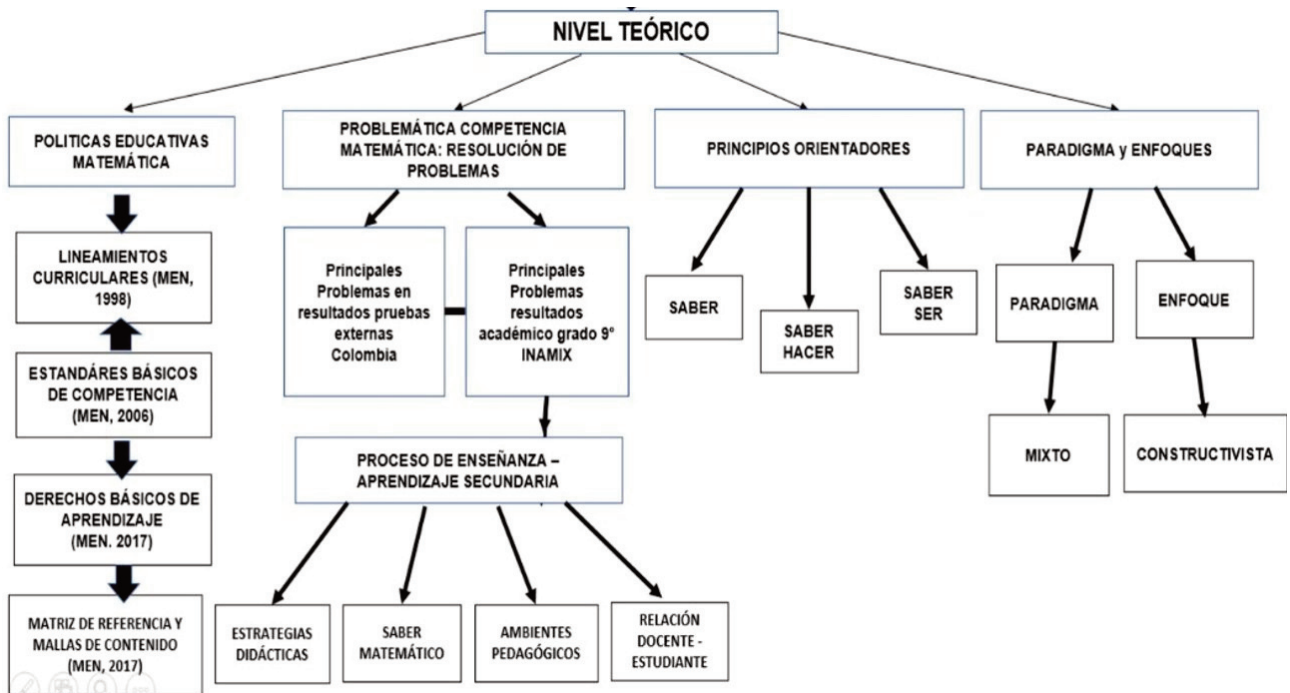 NIVEL TEÓRICO
POLITICAS EDUCATIVAS
MATEMÁTICA
LINEAMIENTOS
CURRICULARES (MEN,
1998)
ESTANDÁRES BÁSICOS
DE COMPETENCIA
(MEN, 2006)
DERECHOS BÁSICOS DE
APRENDIZAJE
(MEN. 2017)
MATRIZ DE REFERENCIA Y
MALLAS DE CONTENIDO
(MEN, 2017)
PROBLEMÁTICA COMPETENCIA
MATEMÁTICA: RESOLUCIÓN DE
PROBLEMAS
Principales
Problemas en
resultados pruebas
externas
Colombia
Principales
Problemas
resultados
académico grado 9°
INAMIX
PROCESO DE ENSEÑANZA –
APRENDIZAJE SECUNDARIA
ESTRATEGIAS
DIDÁCTICAS
SABER
MATEMÁTICO
AMBIENTES
PEDAGÓGICOS
RELACIÓN
DOCENTE -
ESTUDIANTE
PRINCIPIOS ORIENTADORES
SABER
SABER
HACER
SABER
SER
PARADIGMA y ENFOQUES
PARADIGMA
ENFOQUE
MIXTO
CONSTRUCTIVISTA